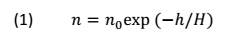 (1) n = n₀exp (−h/H)